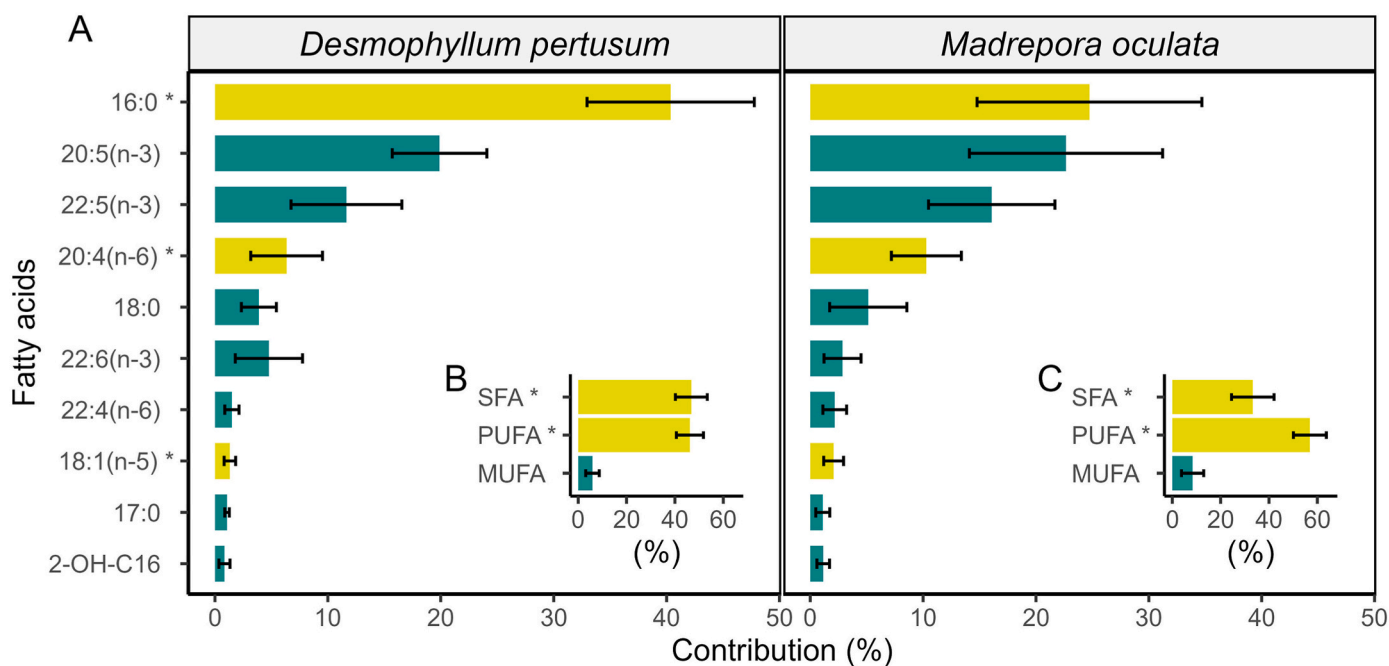 A
Desmophyllum pertusum
Madrepora oculata
Fatty acids
16:0 *
20:5(n-3)
22:5(n-3)
20:4(n-6) *
18:0
22:6(n-3)
22:4(n-6)
18:1(n-5) *
17:0
2-OH-C16
B
SFA *
PUFA *
MUFA
0 20 40 60
(%)
C
SFA *
PUFA *
MUFA
0 20 40 60
(%)
0 10 20 30 40 50
0 10 20 30 40 50
Contribution (%)